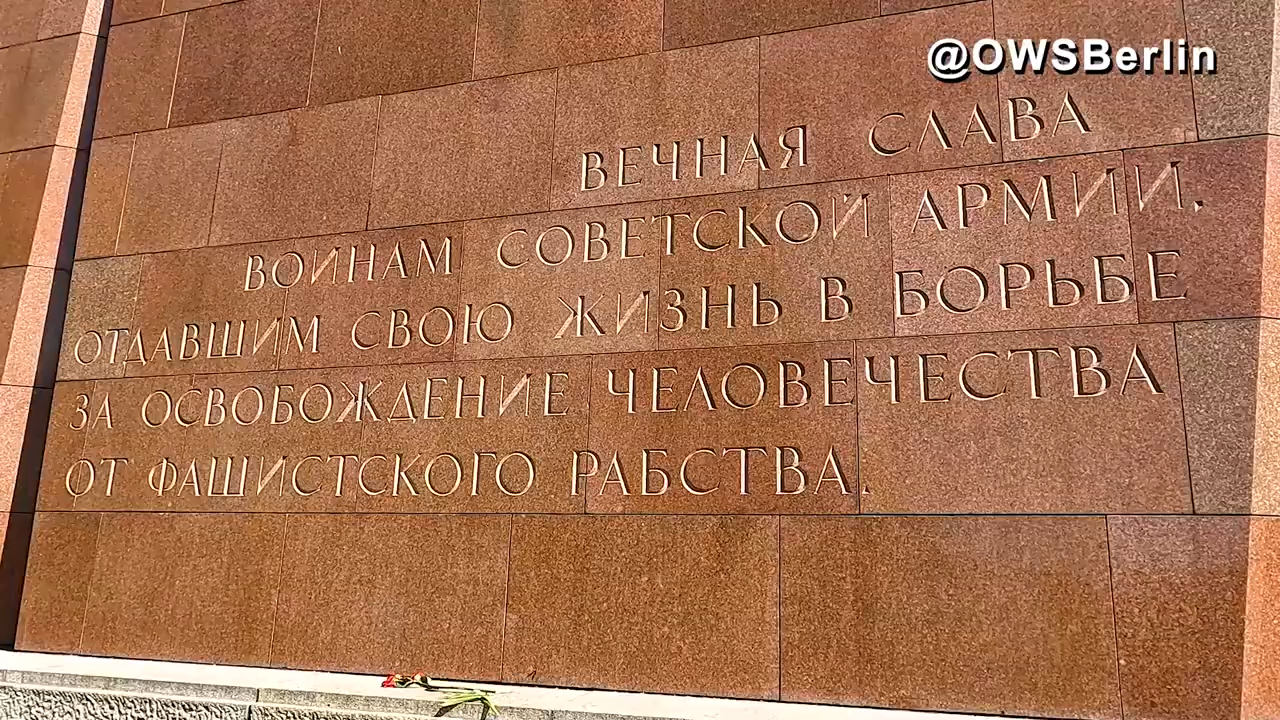 @OWSBerlin
ВЕЧНАЯ СЛАВА
ВОИНАМ СОВЕТСКОЙ АРМИИ,
ОТДАВШИМ СВОЮ ЖИЗНЬ В БОРЬБЕ
ЗА ОСВОБОЖДЕНИЕ ЧЕЛОВЕЧЕСТВА
ОТ ФАШИСТСКОГО РАБСТВА.